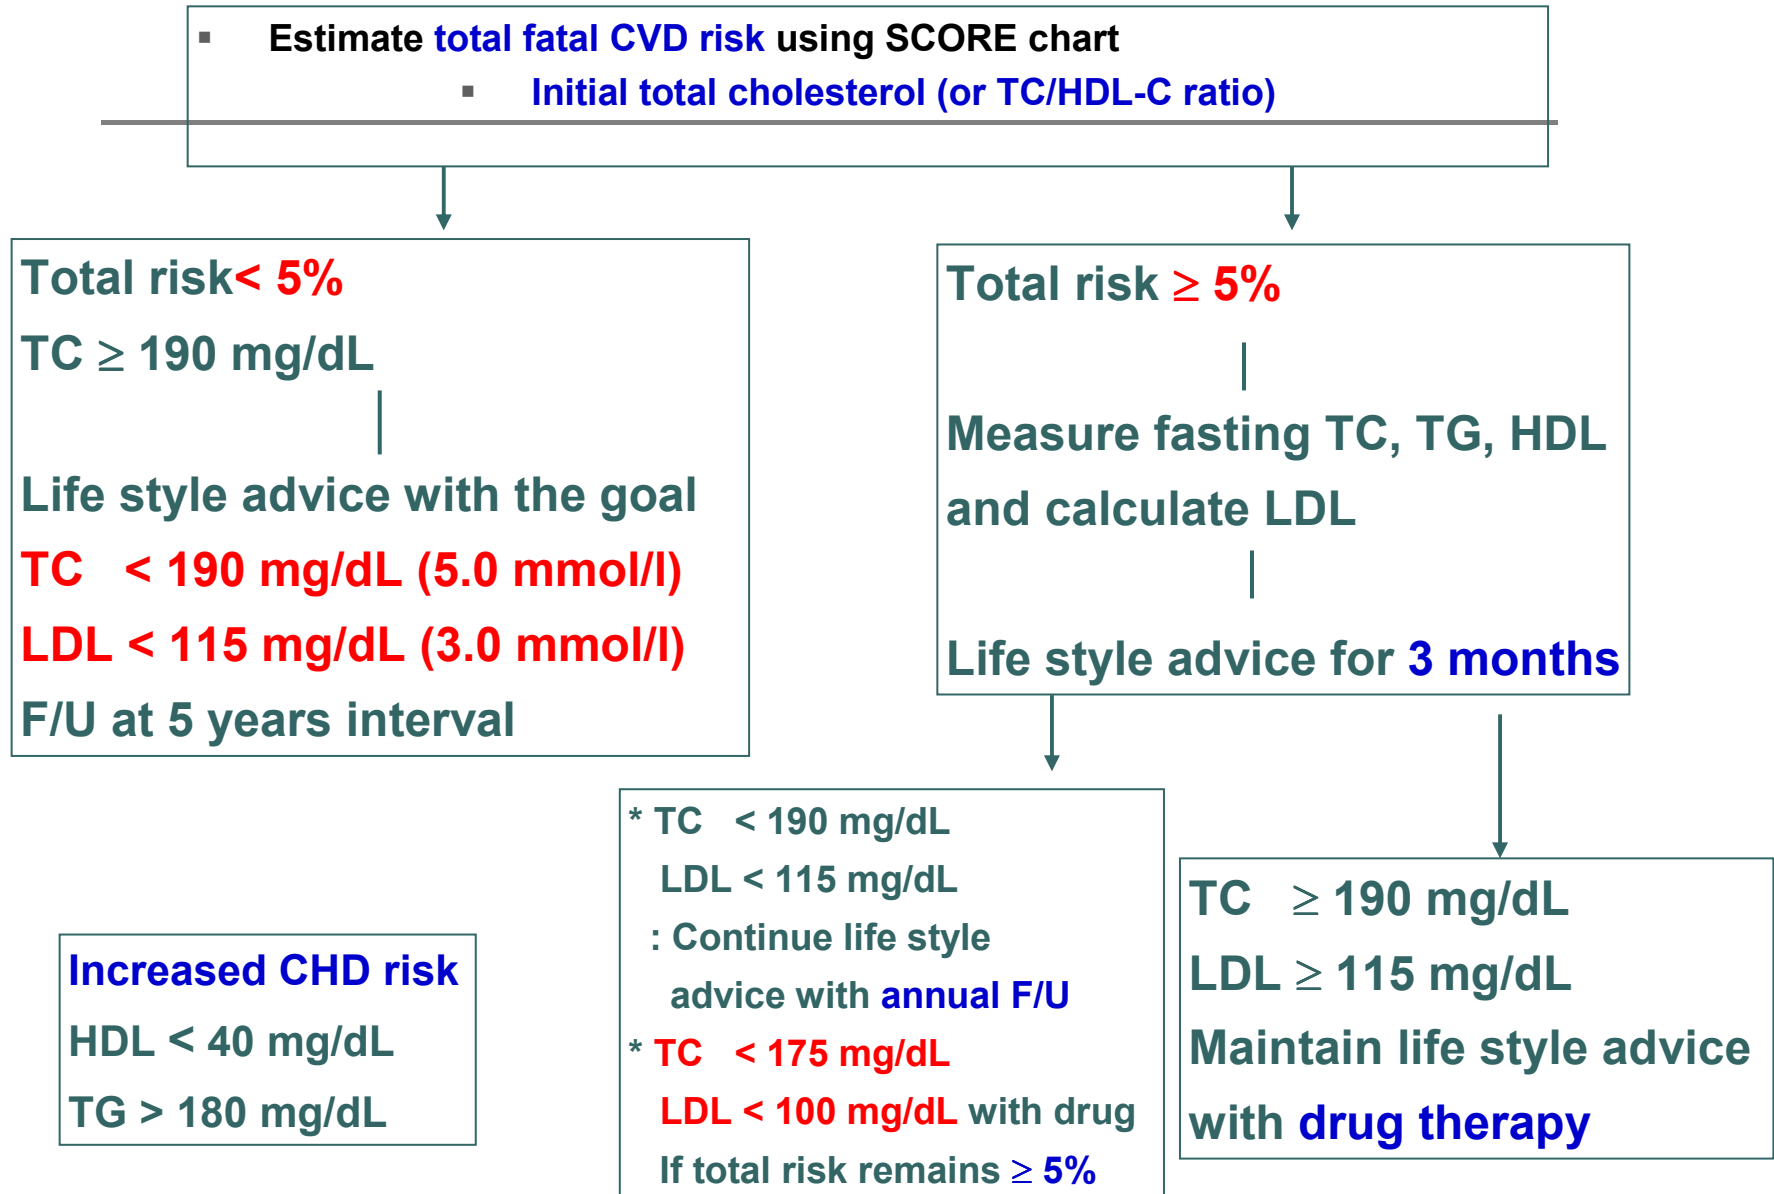 ▪ Estimate total fatal CVD risk using SCORE chart
▪ Initial total cholesterol (or TC/HDL-C ratio)
Total risk< 5%
TC ≥ 190 mg/dL
Life style advice with the goal
TC < 190 mg/dL (5.0 mmol/l)
LDL < 115 mg/dL (3.0 mmol/l)
F/U at 5 years interval
Total risk ≥ 5%
Measure fasting TC, TG, HDL
and calculate LDL
Life style advice for 3 months
* TC < 190 mg/dL
LDL < 115 mg/dL
: Continue life style
advice with annual F/U
* TC < 175 mg/dL
LDL < 100 mg/dL with drug
If total risk remains ≥ 5%
TC ≥ 190 mg/dL
LDL ≥ 115 mg/dL
Maintain life style advice
with drug therapy
Increased CHD risk
HDL < 40 mg/dL
TG > 180 mg/dL